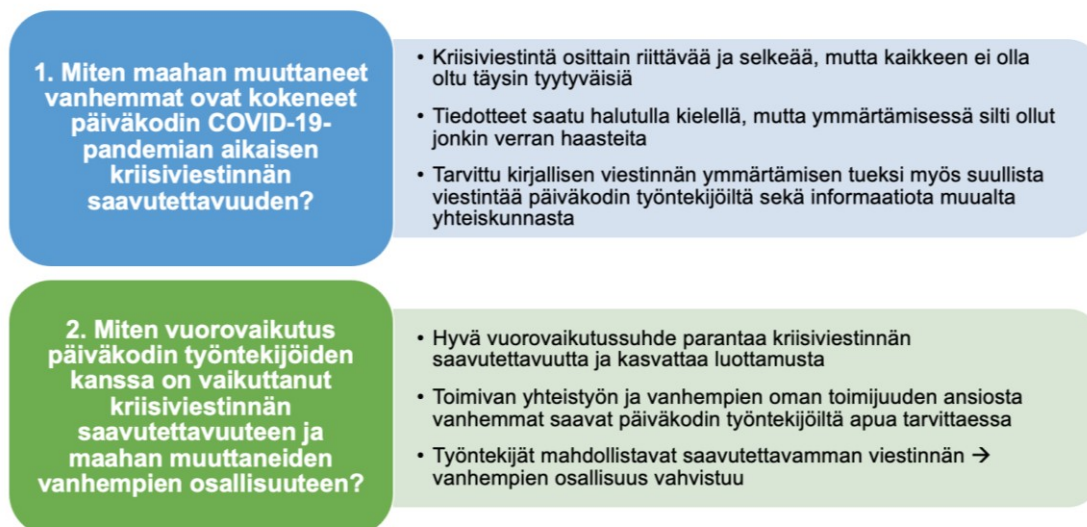 1. Miten maahan muuttaneet
vanhemmat ovat kokeneet
päiväkodin COVID-19-
pandemian aikaisen
kriisiviestinnän
saavutettavuuden?
• Kriisiviestintä osittain riittävää ja selkeää, mutta kaikkeen ei olla
oltu täysin tyytyväisiä
• Tiedotteet saatu halutulla kielellä, mutta ymmärtämisessä silti ollut
jonkin verran haasteita
• Tarvittu kirjallisen viestinnän ymmärtämisen tueksi myös suullista
viestintää päiväkodin työntekijöiltä sekä informaatiota muualta
yhteiskunnasta
2. Miten vuorovaikutus
päiväkodin työntekijöiden
kanssa on vaikuttanut
kriisiviestinnän
saavutettavuuteen ja
maahan muuttaneiden
vanhempien osallisuuteen?
• Hyvä vuorovaikutussuhde parantaa kriisiviestinnän
saavutettavuutta ja kasvattaa luottamusta
• Toimivan yhteistyön ja vanhempien oman toimijuuden ansiosta
vanhemmat saavat päiväkodin työntekijöiltä apua tarvittaessa
• Työntekijät mahdollistavat saavutettavamman viestinnän →
vanhempien osallisuus vahvistuu